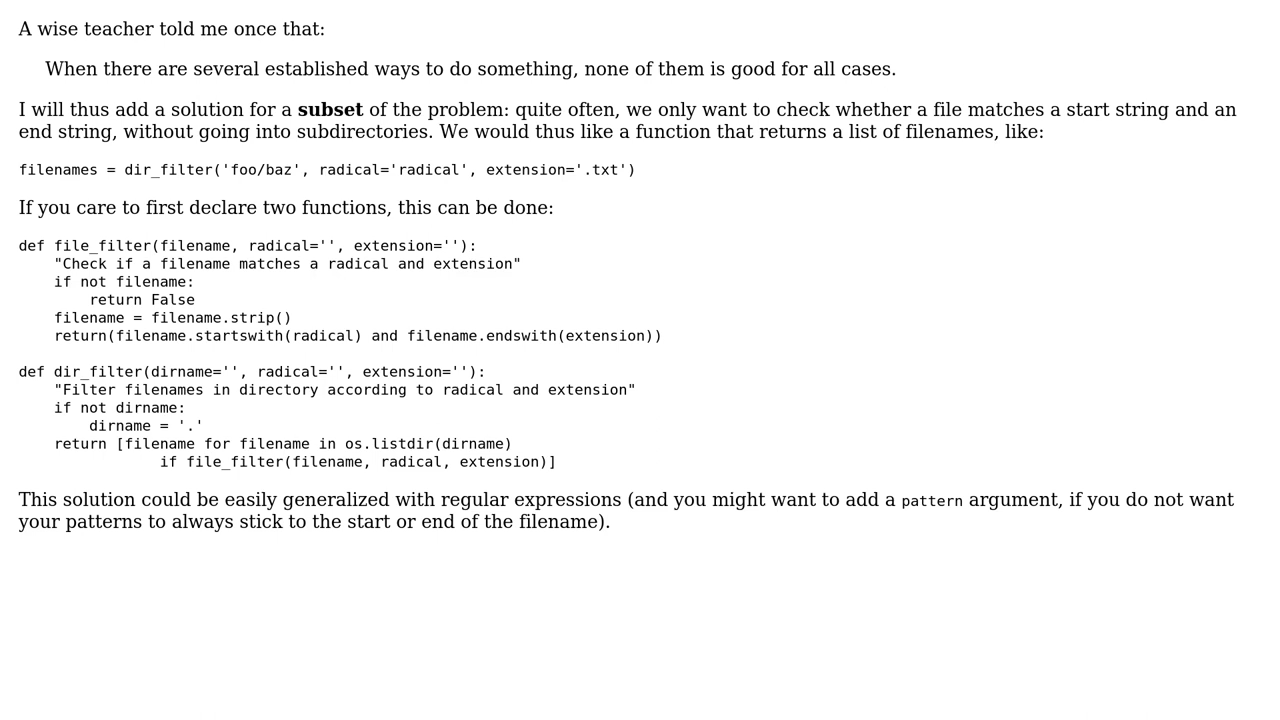 A wise teacher told me once that:
When there are several established ways to do something, none of them is good for all cases.
I will thus add a solution for a subset of the problem: quite often, we only want to check whether a file matches a start string and an
end string, without going into subdirectories. We would thus like a function that returns a list of filenames, like:
filenames = dir_filter('foo/baz', radical='radical', extension='.txt')
If you care to first declare two functions, this can be done:
def file_filter(filename, radical='', extension=''):
    "Check if a filename matches a radical and extension"
    if not filename:
        return False
    filename = filename.strip()
    return(filename.startswith(radical) and filename.endswith(extension))
def dir_filter(dirname='', radical='', extension=''):
    "Filter filenames in directory according to radical and extension"
    if not dirname:
        dirname = '.'
    return [filename for filename in os.listdir(dirname)
                if file_filter(filename, radical, extension)]
This solution could be easily generalized with regular expressions (and you might want to add a pattern argument, if you do not want
your patterns to always stick to the start or end of the filename).